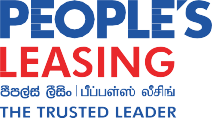 PEOPLE'S
LEASING
පීපල්ස් ලීසිං | பீப்பள்ஸ் லீசிங்
THE TRUSTED LEADER